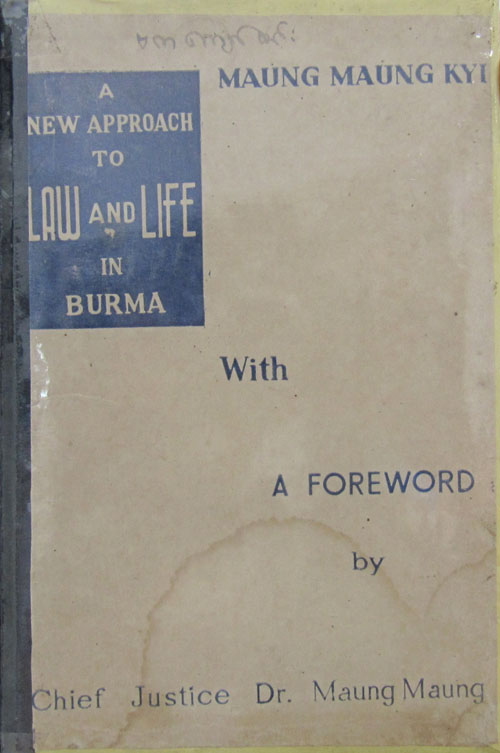 MAUNG MAUNG KYI
A
NEW APPROACH
TO
LAW AND LIFE
IN
BURMA
With
A FOREWORD
by
Chief Justice Dr. Maung Maung